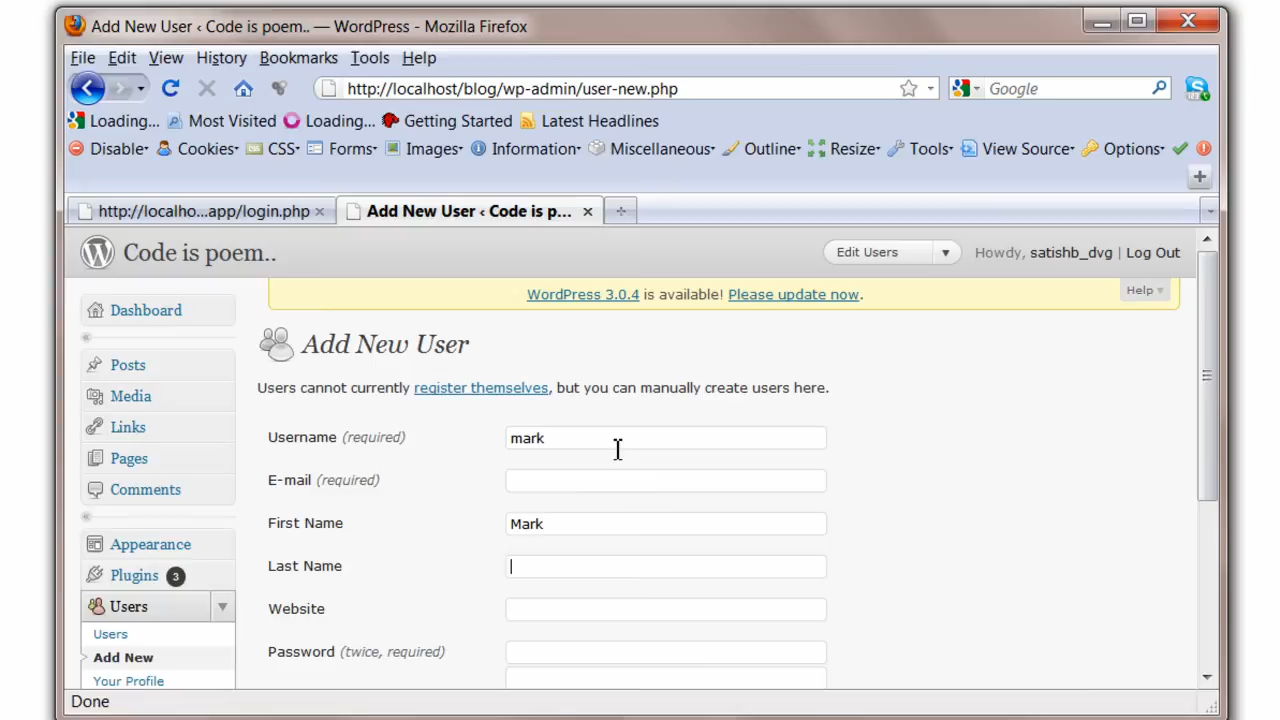 Add New User ‹ Code is poem.. — WordPress - Mozilla Firefox
File Edit View History Bookmarks Tools Help
http://localhost/blog/wp-admin/user-new.php Google
Loading... Most Visited Loading... Getting Started Latest Headlines
Disable Cookies CSS Forms Images Information Miscellaneous Outline Resize Tools View Source Options
http://localho...app/login.php Add New User ‹ Code is p...
Code is poem.. Edit Users Howdy, satishb_dvg | Log Out
WordPress 3.0.4 is available! Please update now. Help
Dashboard
Add New User
Posts
Users cannot currently register themselves, but you can manually create users here.
Media
Links
Username (required) mark
Pages
E-mail (required)
Comments
First Name Mark
Appearance
Last Name
Plugins 3
Users
Website
Users
Password (twice, required)
Add New
Your Profile
Done